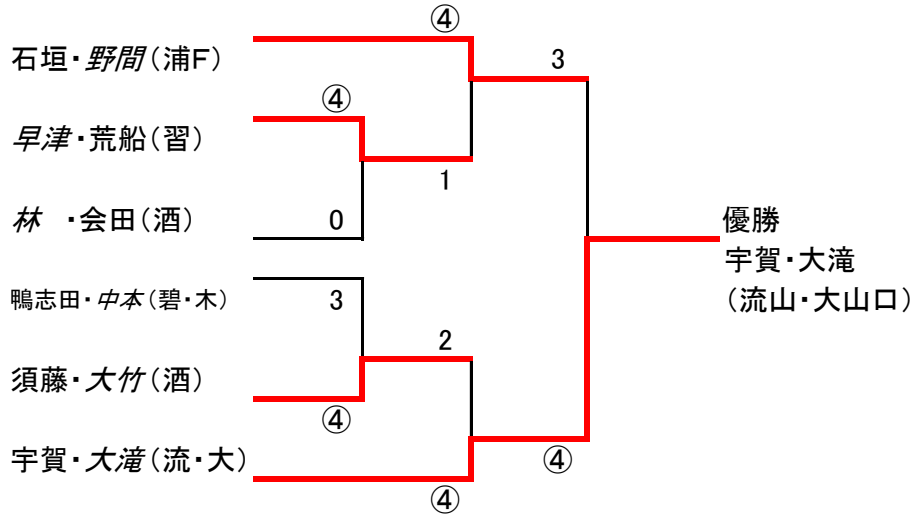 ④
石垣・野間(浦F)
3
④
早津・荒船(習)
1
林　・会田(酒)
0
優勝
宇賀・大滝
(流山・大山口)
鴨志田・中本(碧・木)
3
2
須藤・大竹(酒)
④
宇賀・大滝(流・大)
④
④